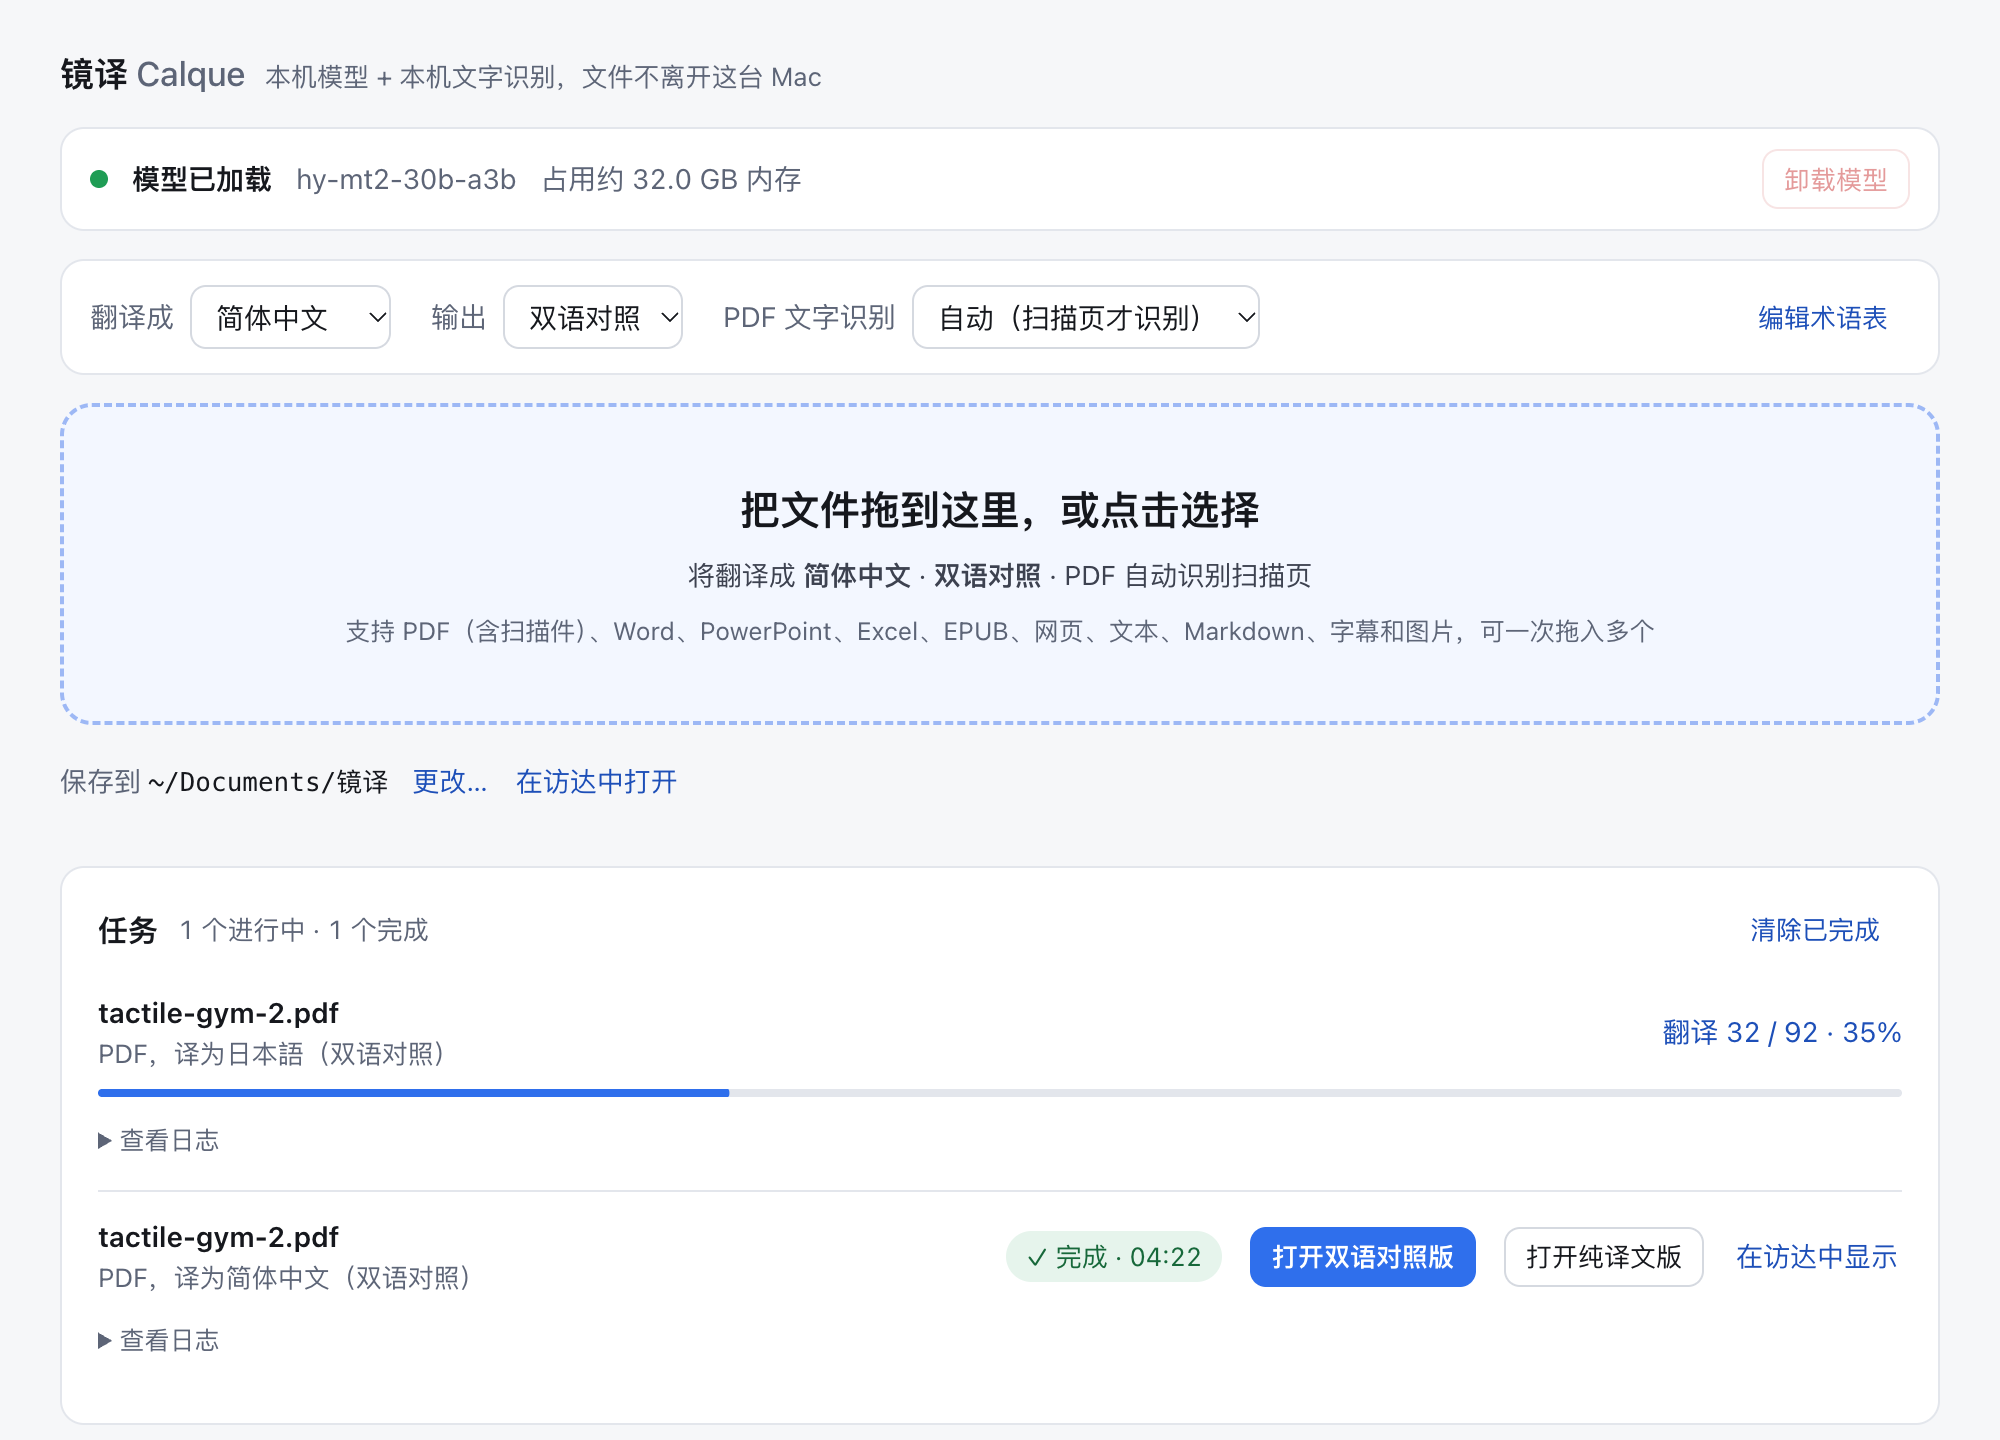 镜译 Calque 本机模型 + 本机文字识别，文件不离开这台 Mac
模型已加载 hy-mt2-30b-a3b 占用约 32.0 GB 内存 卸载模型
翻译成 简体中文 输出 双语对照 PDF 文字识别 自动（扫描页才识别） 编辑术语表
把文件拖到这里，或点击选择
将翻译成 简体中文 · 双语对照 · PDF 自动识别扫描页
支持 PDF（含扫描件）、Word、PowerPoint、Excel、EPUB、网页、文本、Markdown、字幕和图片，可一次拖入多个
保存到 ~/Documents/镜译 更改... 在访达中打开
任务 1 个进行中 · 1 个完成 清除已完成
tactile-gym-2.pdf
PDF，译为日本語（双语对照）
翻译 32 / 92 · 35%
▶ 查看日志
tactile-gym-2.pdf
PDF，译为简体中文（双语对照）
✓ 完成 · 04:22 打开双语对照版 打开纯译文版 在访达中显示
▶ 查看日志